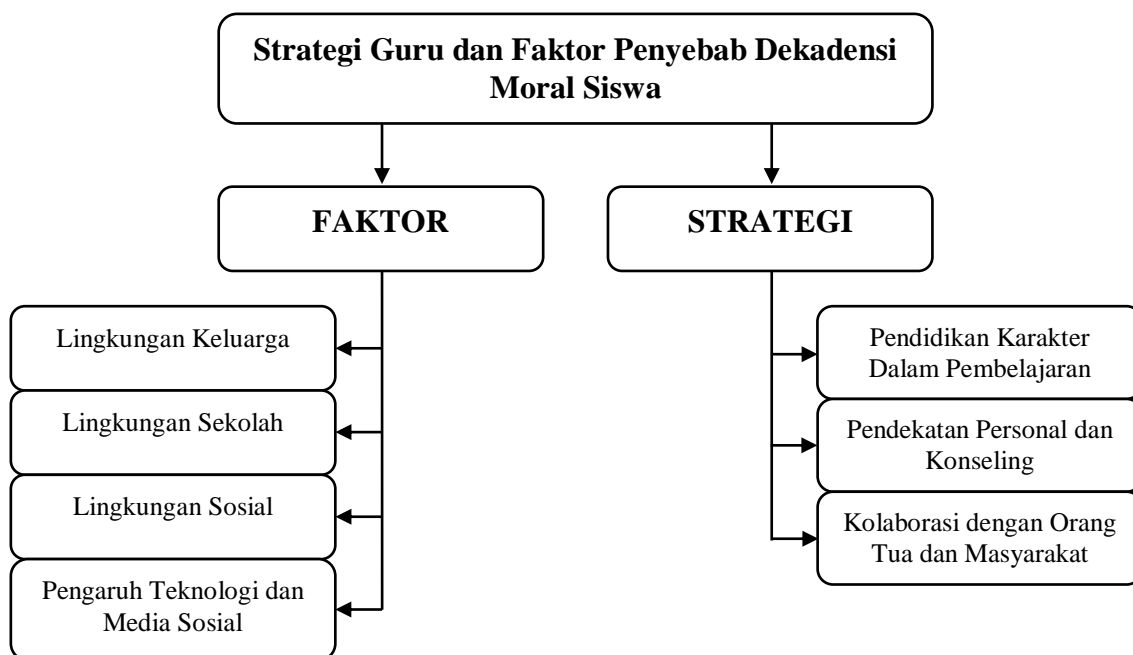 Strategi Guru dan Faktor Penyebab Dekadensi
Moral Siswa
FAKTOR
STRATEGI
Lingkungan Keluarga
Lingkungan Sekolah
Lingkungan Sosial
Pengaruh Teknologi dan
Media Sosial
Pendidikan Karakter
Dalam Pembelajaran
Pendekatan Personal dan
Konseling
Kolaborasi dengan Orang
Tua dan Masyarakat